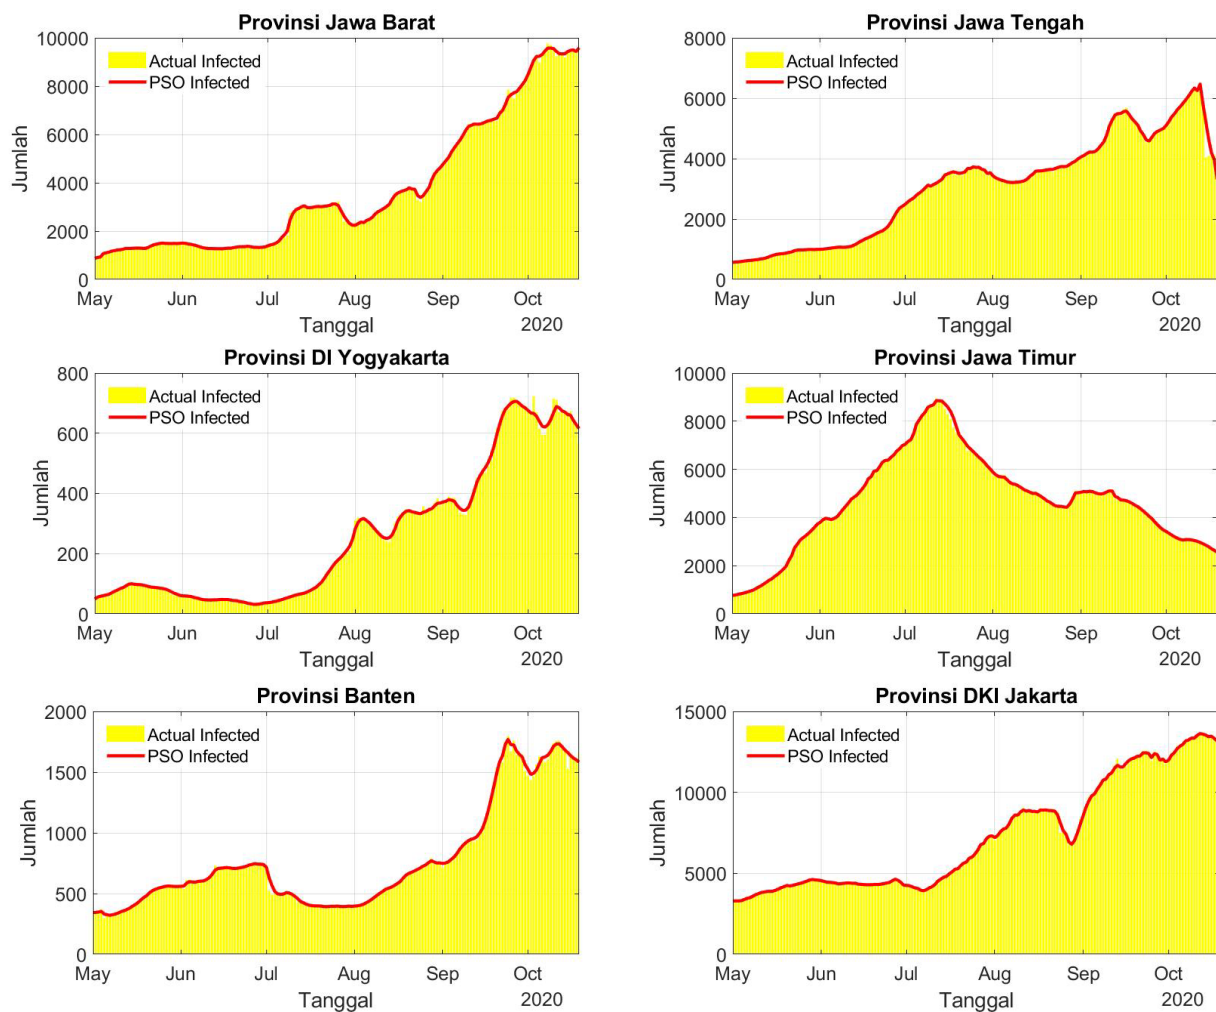 Provinsi Jawa Barat
10000
8000
6000
4000
2000
0
Jumlah
Actual Infected
PSO Infected
May Jun Jul Aug Sep Oct
Tanggal
2020
Provinsi Jawa Tengah
8000
6000
4000
2000
0
Jumlah
Actual Infected
PSO Infected
May Jun Jul Aug Sep Oct
Tanggal
2020
Provinsi DI Yogyakarta
800
600
400
200
0
Jumlah
Actual Infected
PSO Infected
May Jun Jul Aug Sep Oct
Tanggal
2020
Provinsi Jawa Timur
10000
8000
6000
4000
2000
0
Jumlah
Actual Infected
PSO Infected
May Jun Jul Aug Sep Oct
Tanggal
2020
Provinsi Banten
2000
1500
1000
500
0
Jumlah
Actual Infected
PSO Infected
May Jun Jul Aug Sep Oct
Tanggal
2020
Provinsi DKI Jakarta
15000
10000
5000
0
Jumlah
Actual Infected
PSO Infected
May Jun Jul Aug Sep Oct
Tanggal
2020